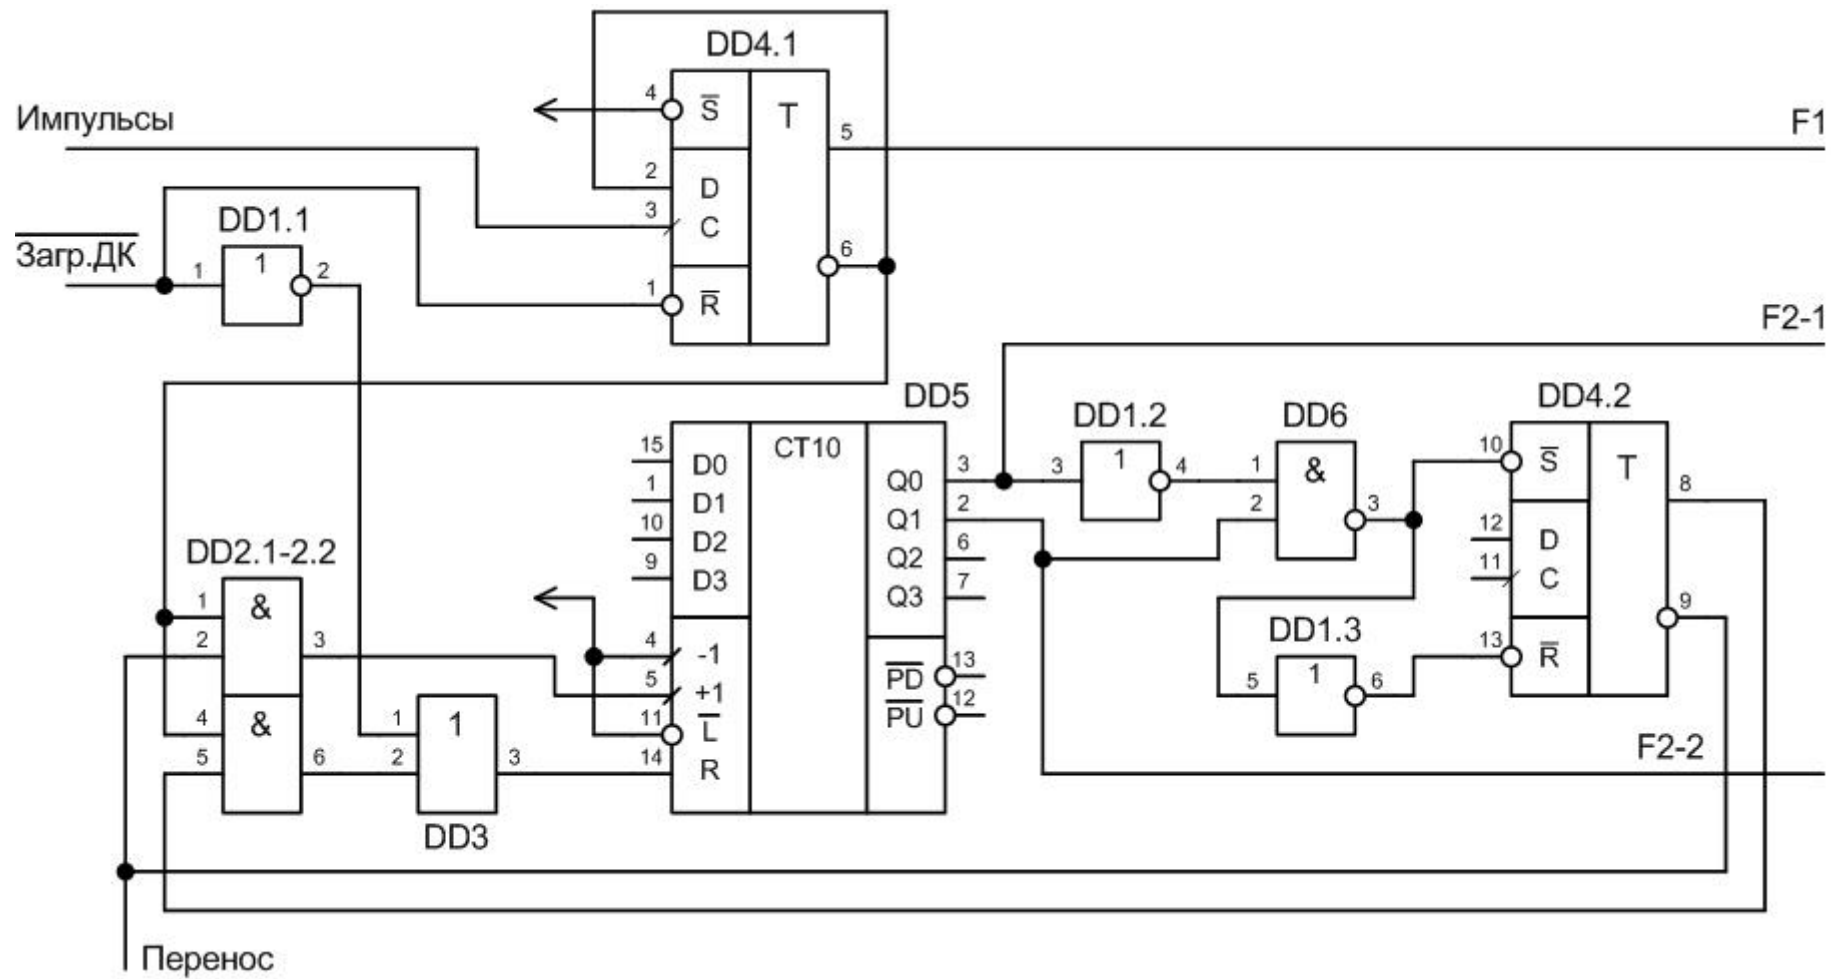 DD4.1
Импульсы
4
S
T
5
F1
2
D
3
C
6
1
R
DD1.1
Загр.ДК
1
1
2
F2-1
DD5
DD1.2
DD6
DD4.2
15
D0
CT10
Q0
3
3
1
4
1
&
10
S
T
8
1
D1
Q1
2
2
3
12
D
10
D2
Q2
6
11
C
9
D3
Q3
7
9
DD2.1-2.2
1
&
2
3
4
-1
PD
13
DD1.3
5
1
6
13
R
5
+1
PU
12
4
&
1
1
11
L
F2-2
5
6
2
3
14
R
DD3
Перенос